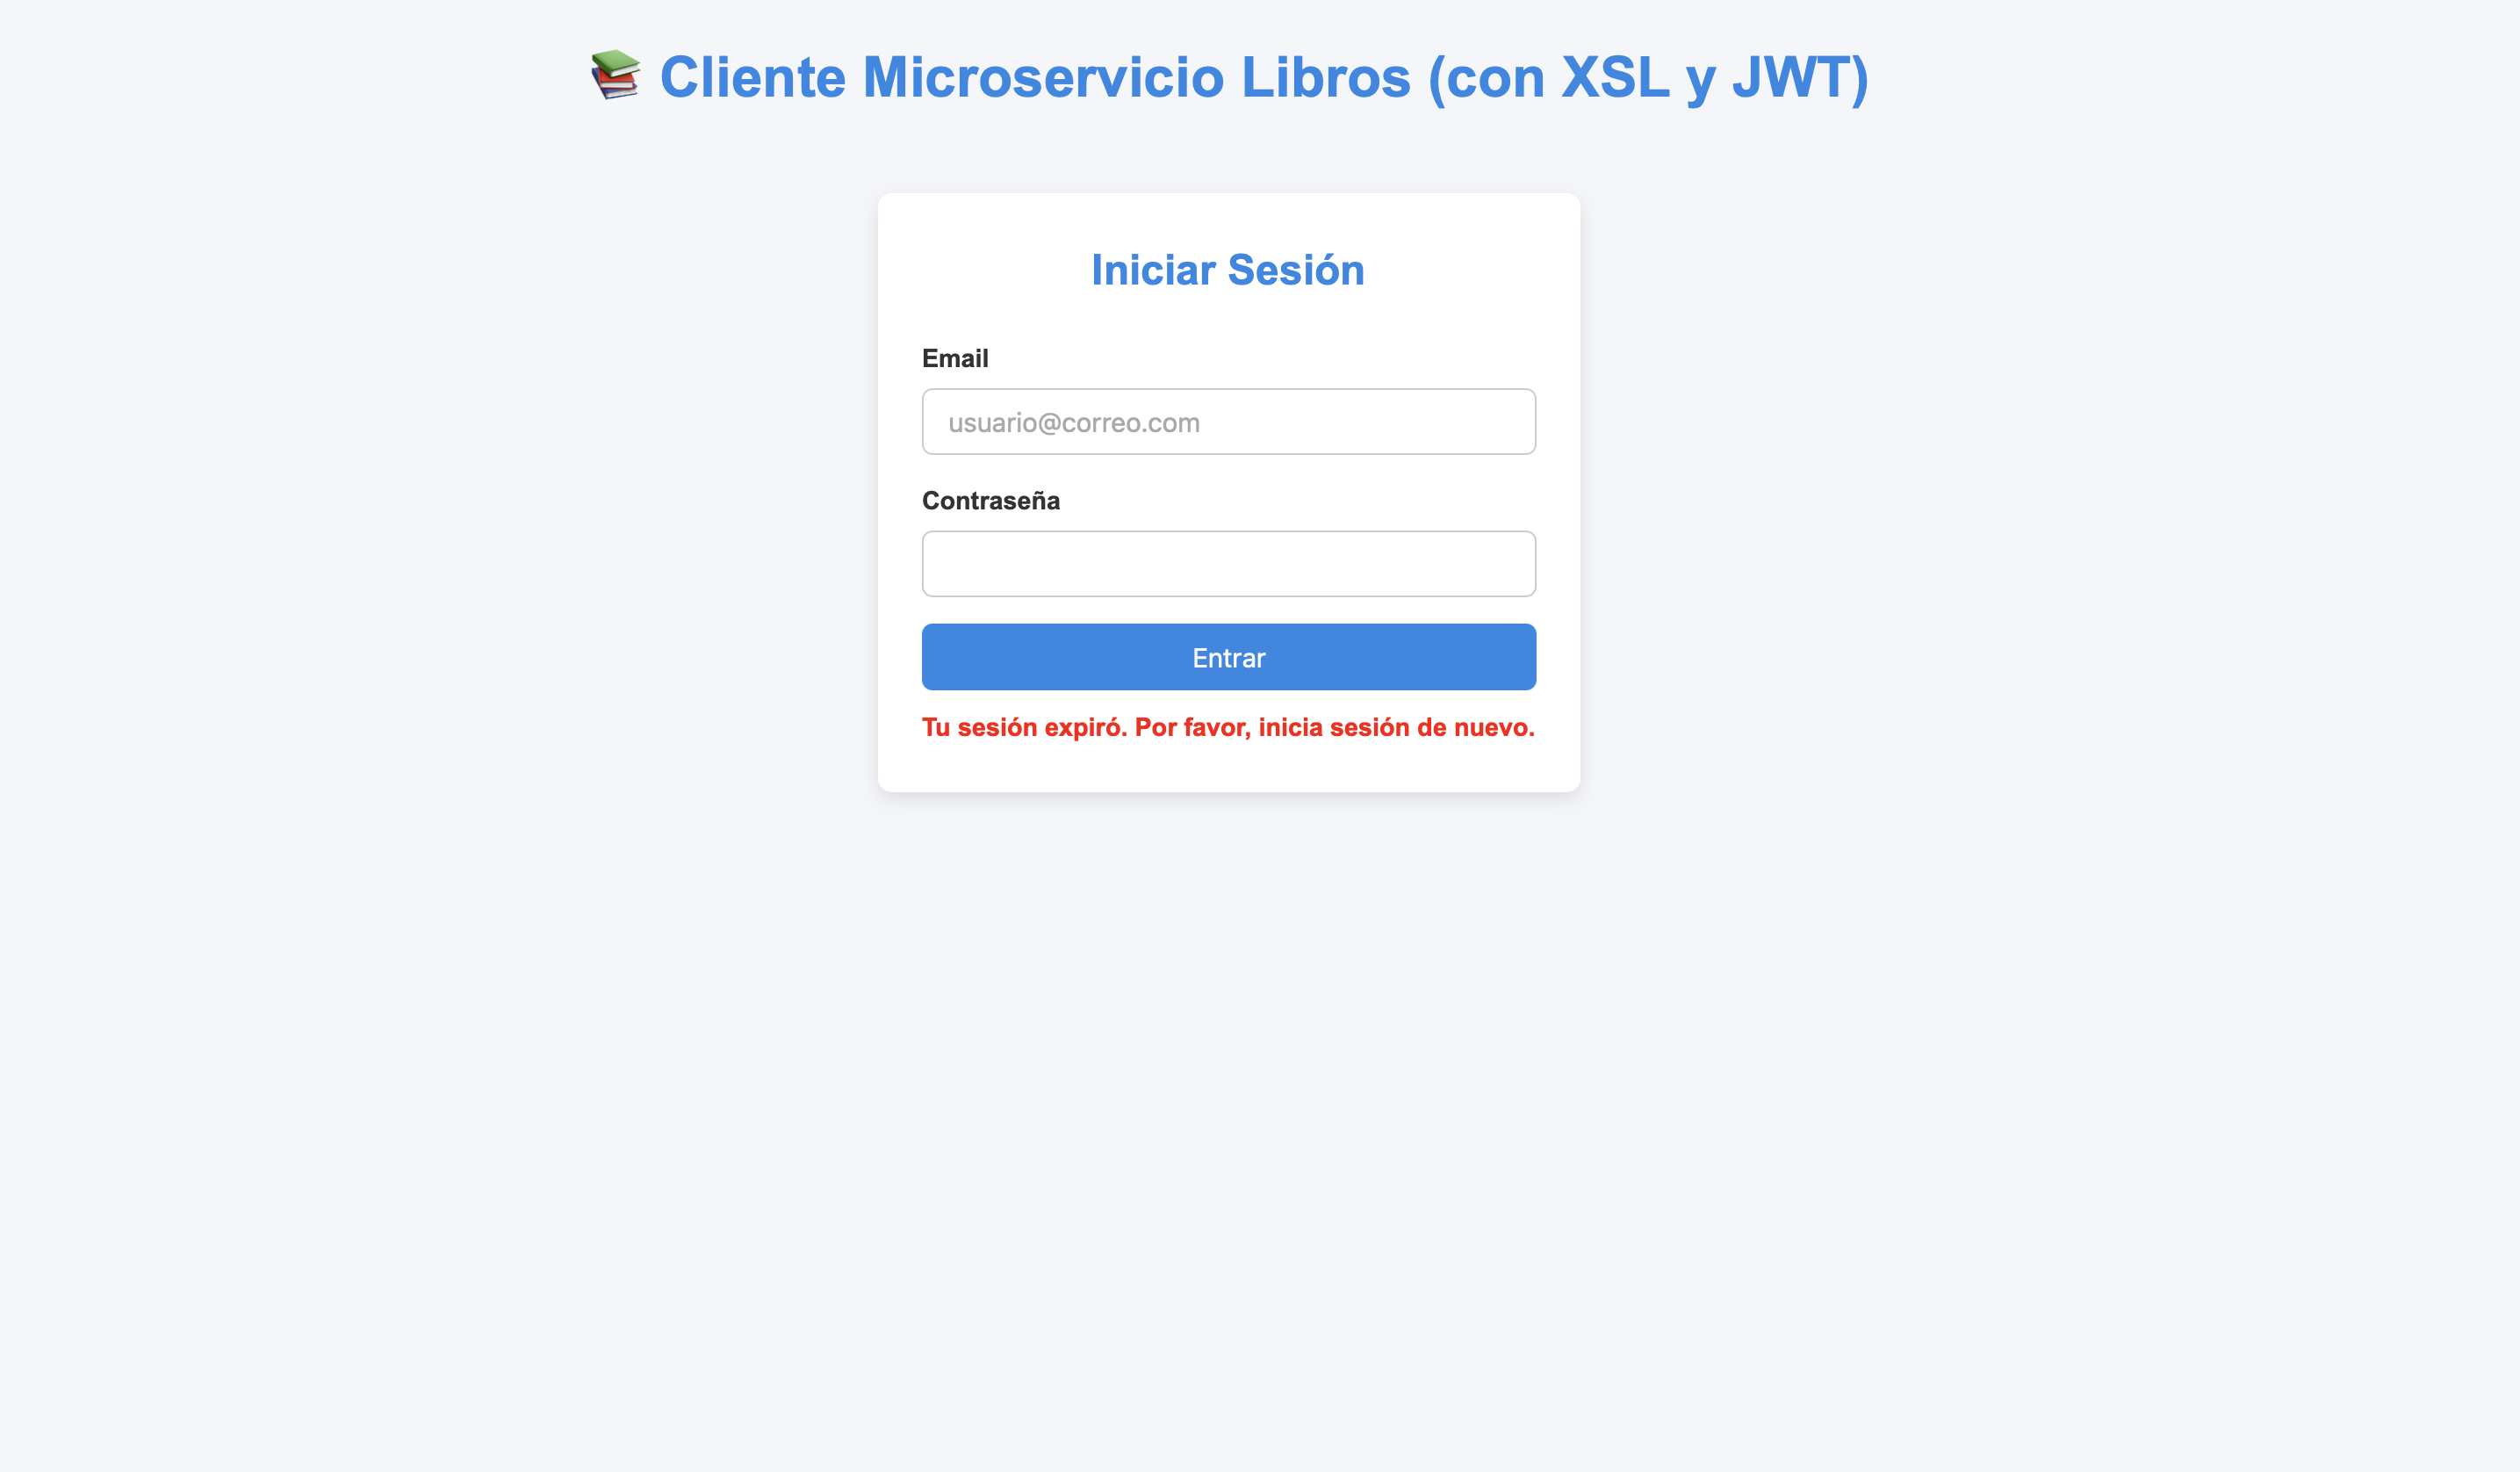 Cliente Microservicio Libros (con XSL y JWT)
Iniciar Sesión
Email
usuario@correo.com
Contraseña
Entrar
Tu sesión expiró. Por favor, inicia sesión de nuevo.